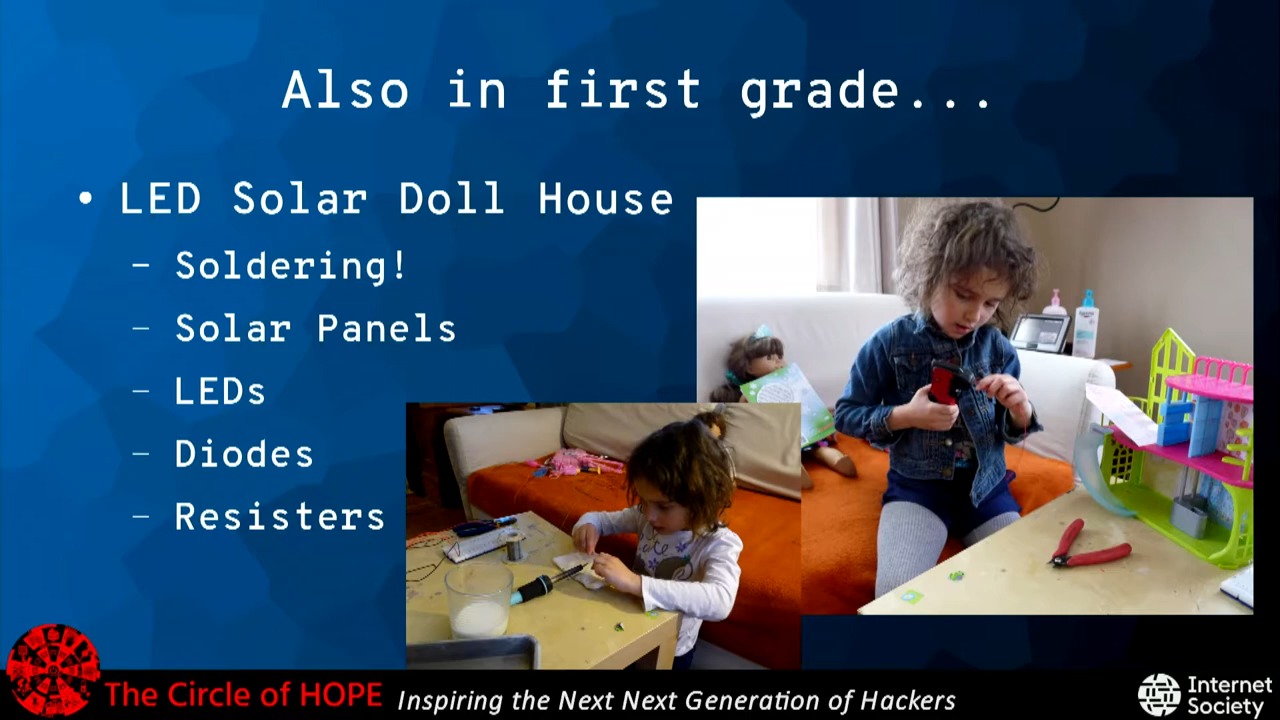 Also in first grade...
• LED Solar Doll House
– Soldering!
– Solar Panels
– LEDs
– Diodes
– Resisters
The Circle of HOPE
Inspiring the Next Next Generation of Hackers
Internet
Society